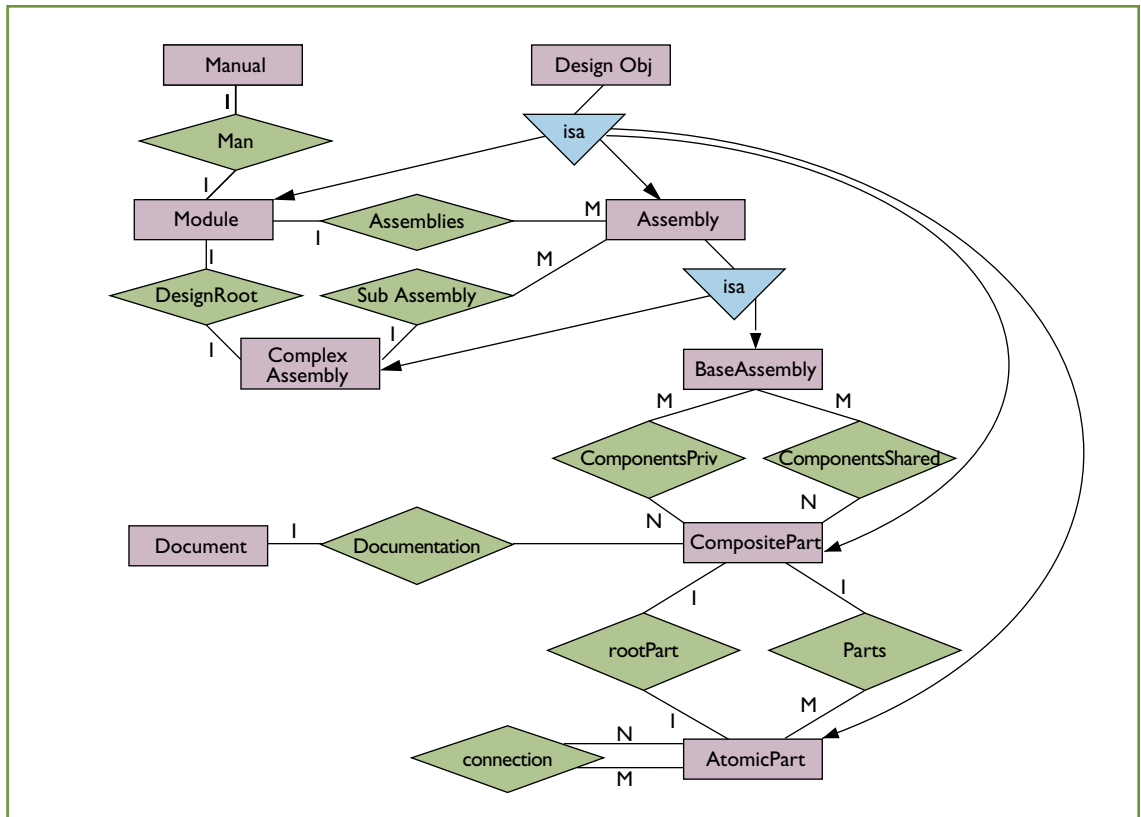 Manual
Design Obj
I
isa
Man
I
Module
Assemblies
M
Assembly
I
I
M
isa
DesignRoot
Sub Assembly
I
I
Complex
Assembly
BaseAssembly
M
M
ComponentsPriv
ComponentsShared
N
N
Document
I
Documentation
N
CompositePart
I
I
rootPart
Parts
I
M
connection
N
M
AtomicPart